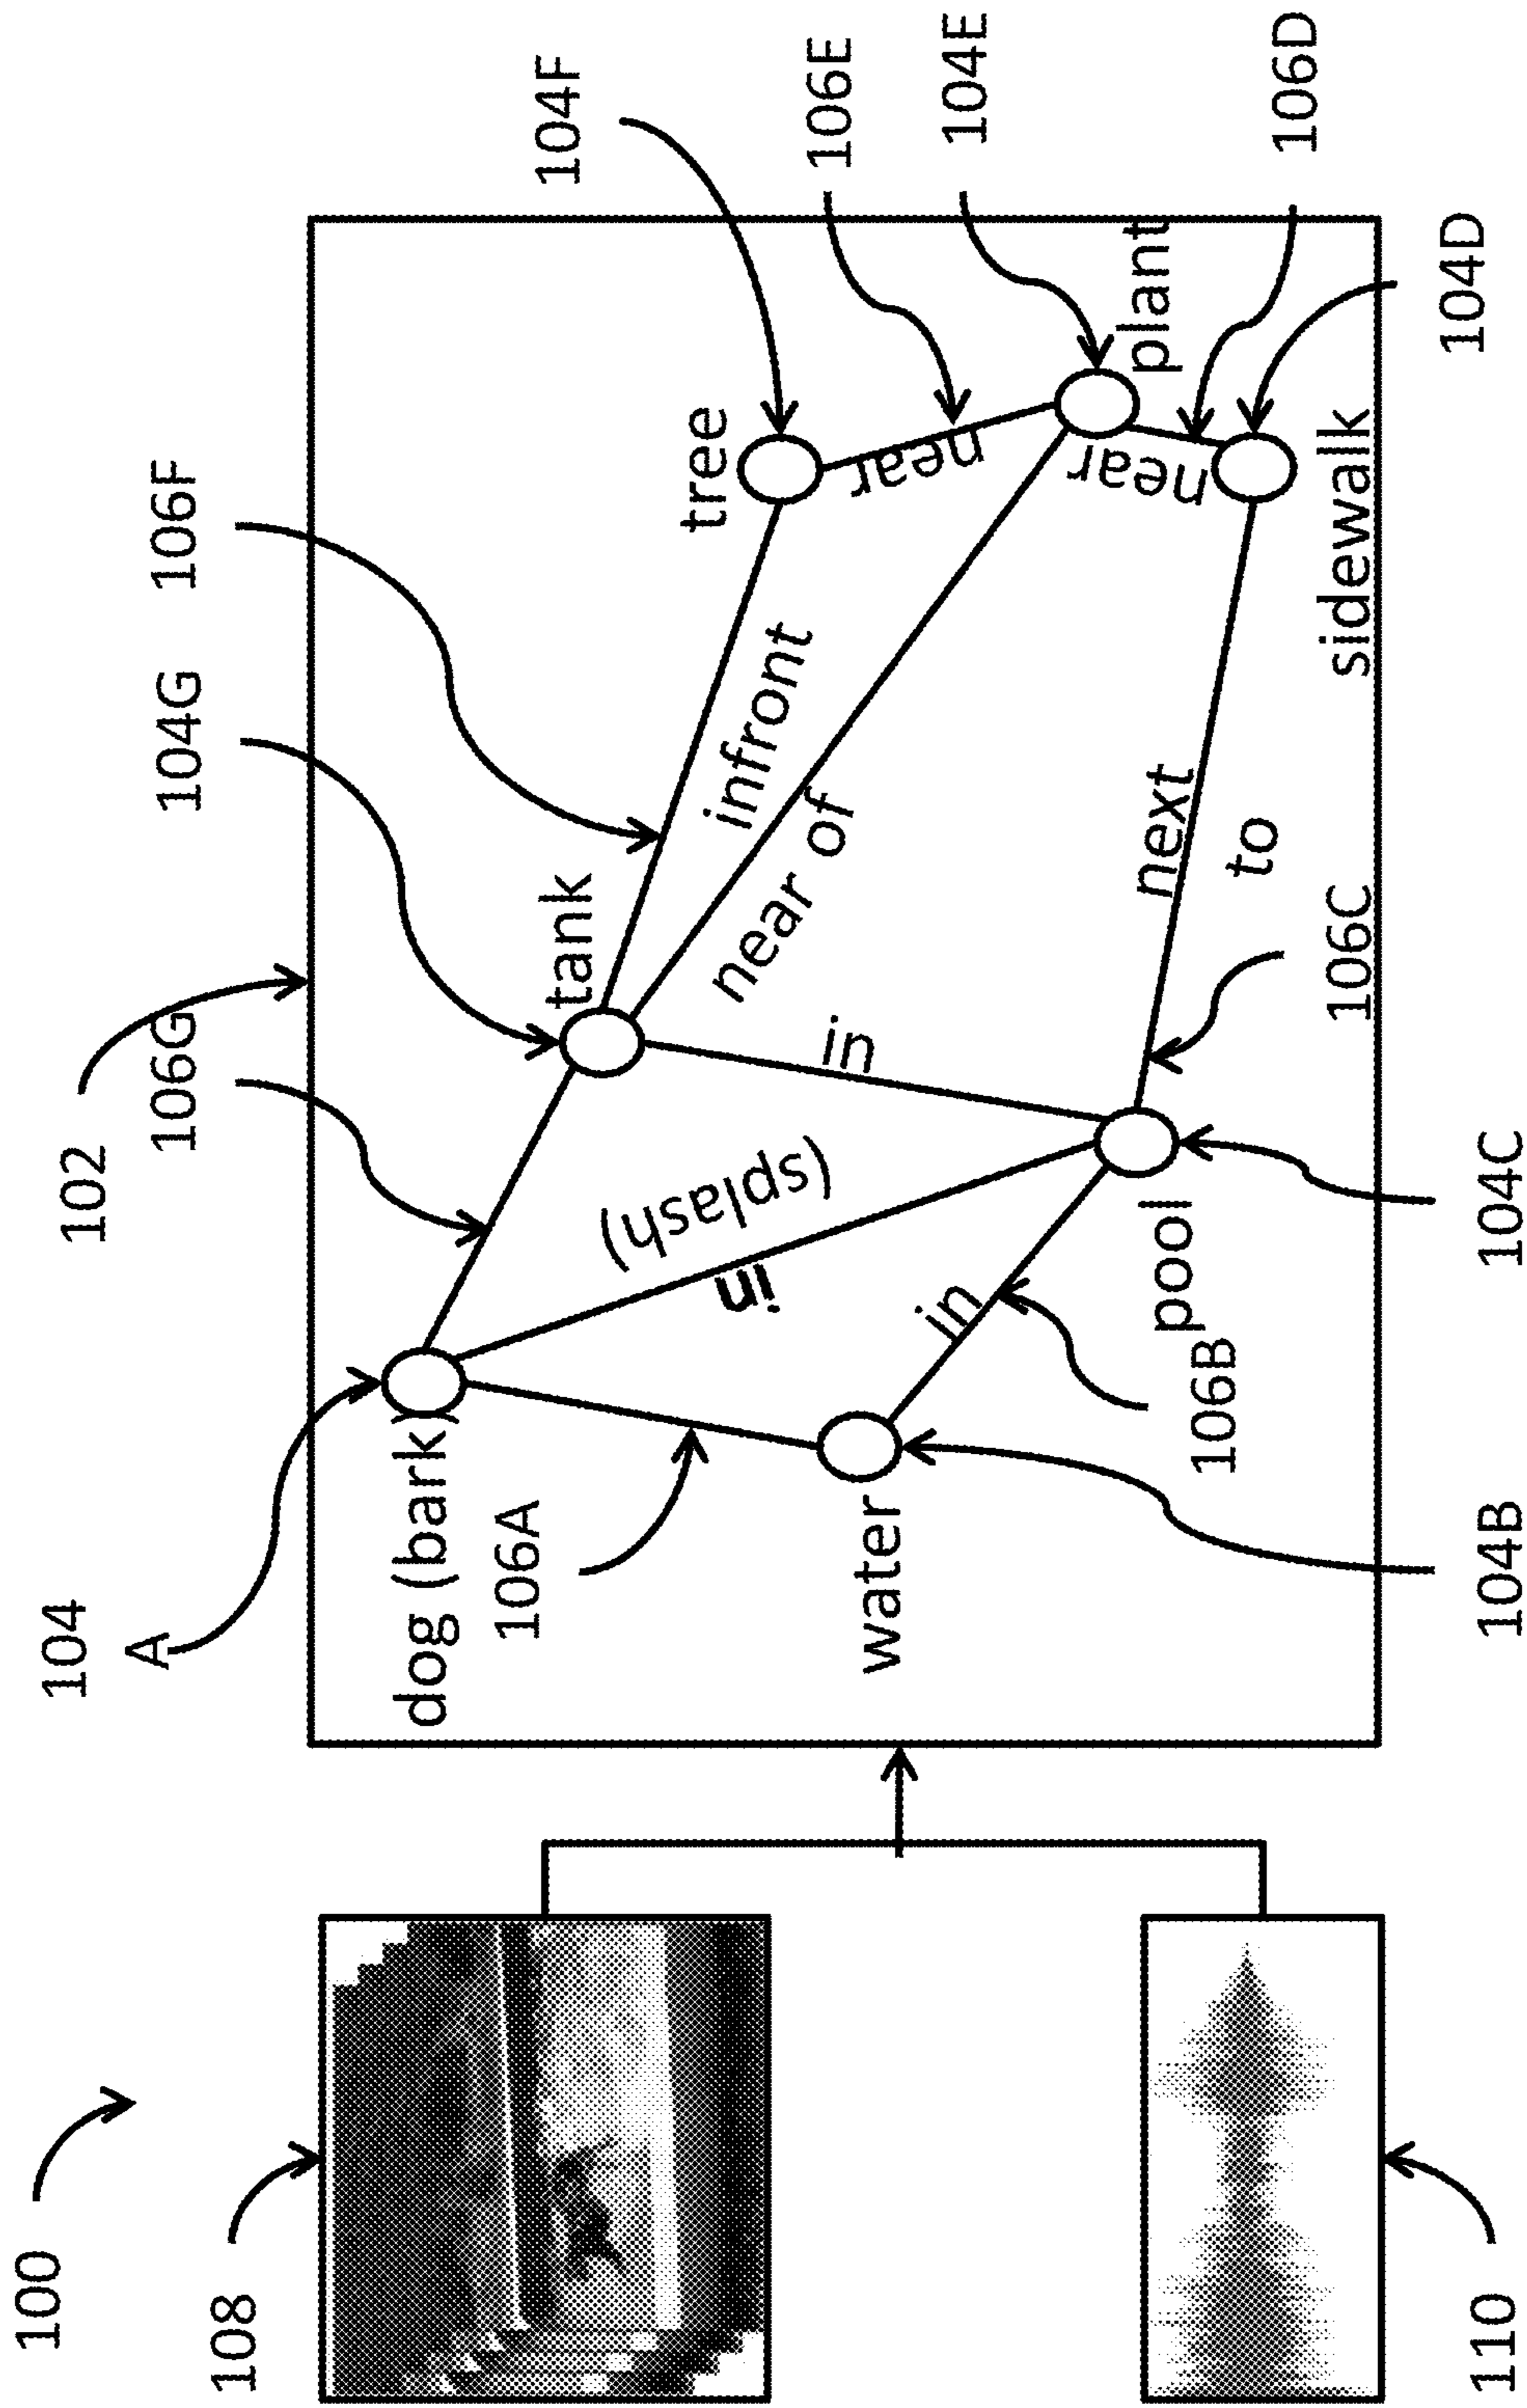 100
108
110
104
A
102
106G
104G
106F
104F
106E
104E
106D
104D
dog (bark)
106A
water
104B
in
106B
pool
104C
in
(splash)
tank
in
infront
near of
tree
near
plant
near
sidewalk
next
to
106C